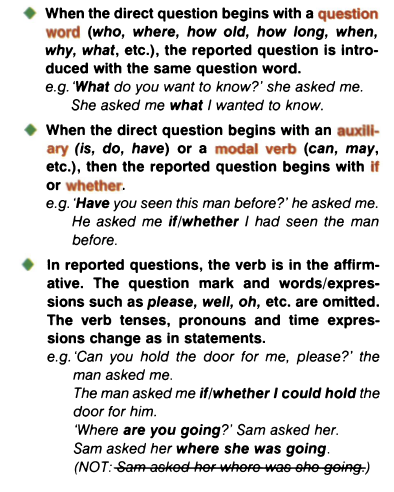 When the direct question begins with a question
word (who, where, how old, how long, when,
why, what, etc.), the reported question is intro-
duced with the same question word.
e.g. 'What do you want to know?' she asked me.
She asked me what I wanted to know.
When the direct question begins with an auxili-
ary (is, do, have) or a modal verb (can, may,
etc.), then the reported question begins with if
or whether.
e.g. 'Have you seen this man before?' he asked me.
He asked me if/whether I had seen the man
before.
In reported questions, the verb is in the affirm-
ative. The question mark and words/expres-
sions such as please, well, oh, etc. are omitted.
The verb tenses, pronouns and time expres-
sions change as in statements.
e.g. 'Can you hold the door for me, please?' the
man asked me.
The man asked me if/whether I could hold the
door for him.
'Where are you going?' Sam asked her.
Sam asked her where she was going.
(NOT: Sam asked her where was she going.)